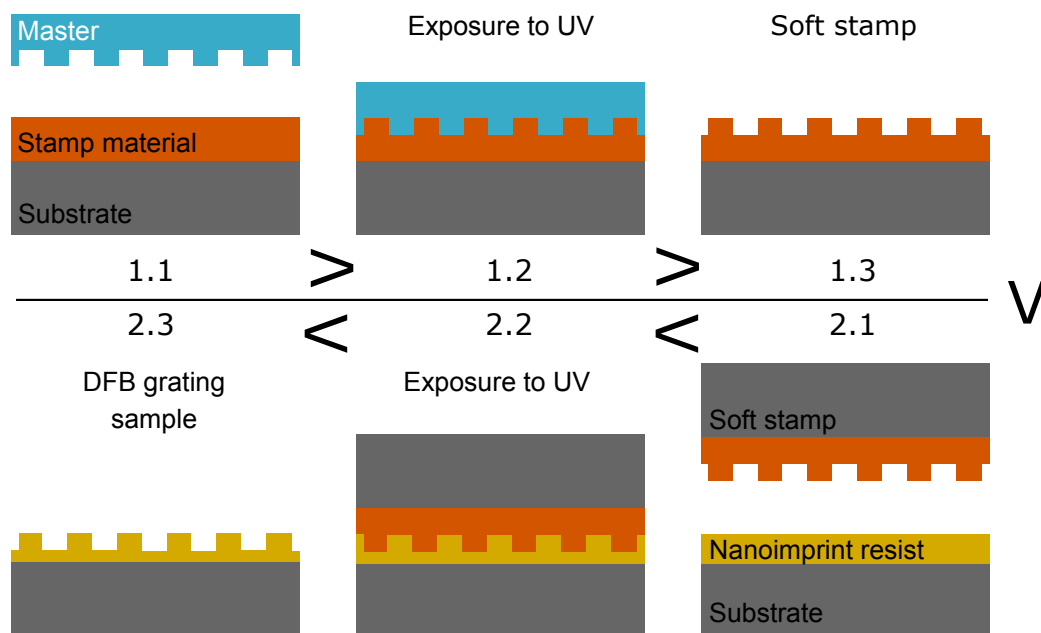 Master
Exposure to UV
Soft stamp
Stamp material
Substrate
1.1 > 1.2 > 1.3
V
2.3 < 2.2 < 2.1
DFB grating
sample
Exposure to UV
Soft stamp
Nanoimprint resist
Substrate